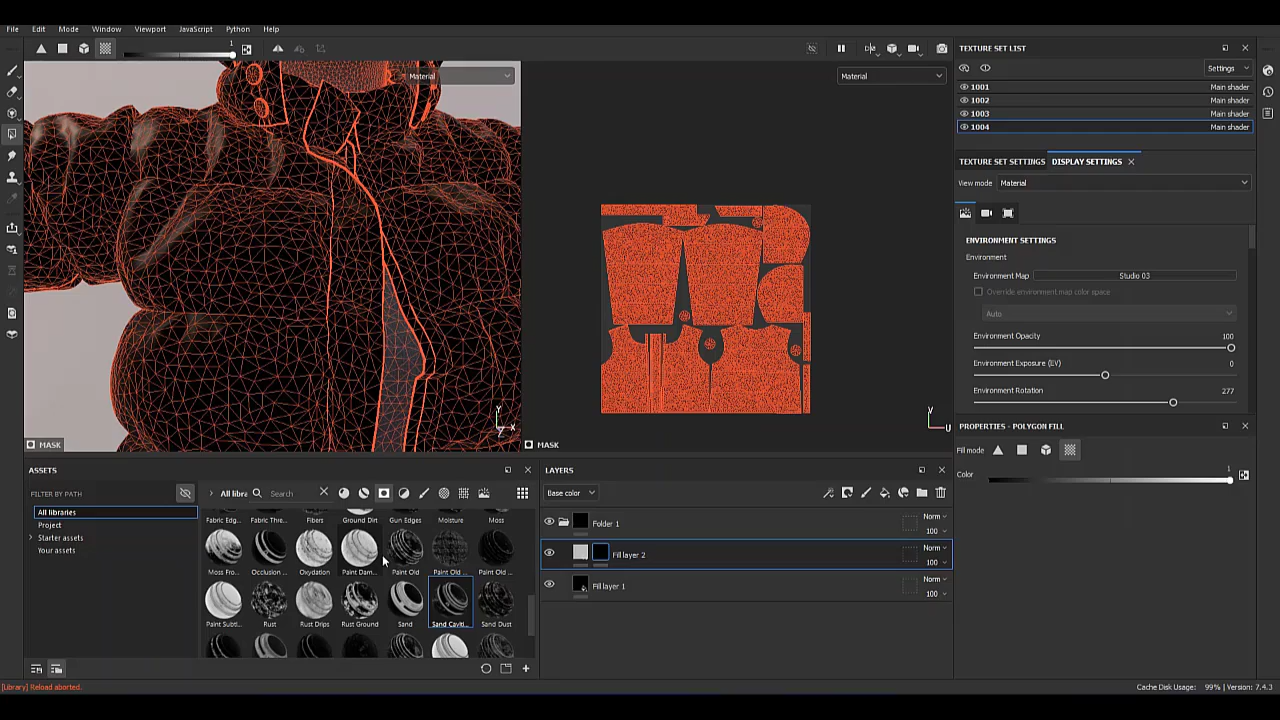 File Edit Mode Window Viewport JavaScript Python Help
1
Material
Material
MASK
MASK
Y
X
Z
V
U
TEXTURE SET LIST
Settings
1001 Main shader
1002 Main shader
1003 Main shader
1004 Main shader
TEXTURE SET SETTINGS DISPLAY SETTINGS
View mode Material
ENVIRONMENT SETTINGS
Environment
Environment Map Studio 03
Override environment map color space
Auto
Environment Opacity 100
Environment Exposure (EV) 0
Environment Rotation 277
PROPERTIES - POLYGON FILL
Fill mode
Color 1
ASSETS
FILTER BY PATH
All libraries
Project
Starter assets
Your assets
All libra Search
Fabric Edg... Fabric Thre... Fibers Ground Dirt Gun Edges Moisture Moss
Moss Fro... Occlusion ... Oxydation Paint Dam... Paint Old Paint Old ... Paint Old ...
Paint Subtl... Rust Rust Drips Rust Ground Sand Sand Caviti... Sand Dust
LAYERS
Base color
Folder 1 Norm 100
Fill layer 2 Norm 100
Fill layer 1 Norm 100
[Library] Reload aborted.
Cache Disk Usage: 99% | Version: 7.4.3